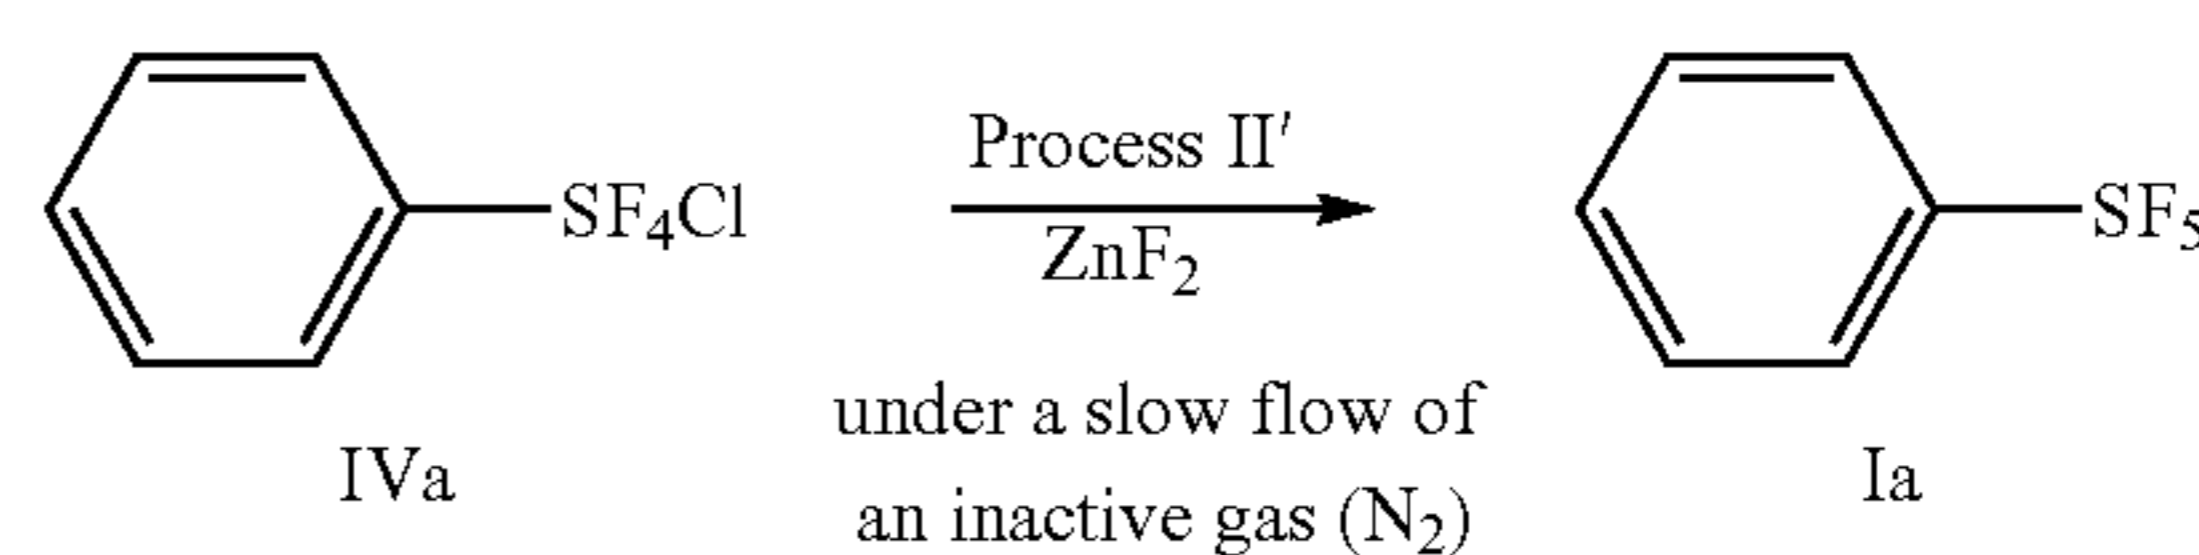 Process II′
SF₄Cl
ZnF₂
SF₅
under a slow flow of
an inactive gas (N₂)
IVa
Ia